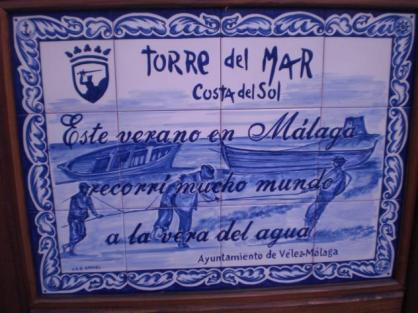 TORRE del MAR
COSTA del SOL
Este verano en Málaga
recorrí mucho mundo
a la vera del agua
Ayuntamiento de Vélez-Málaga